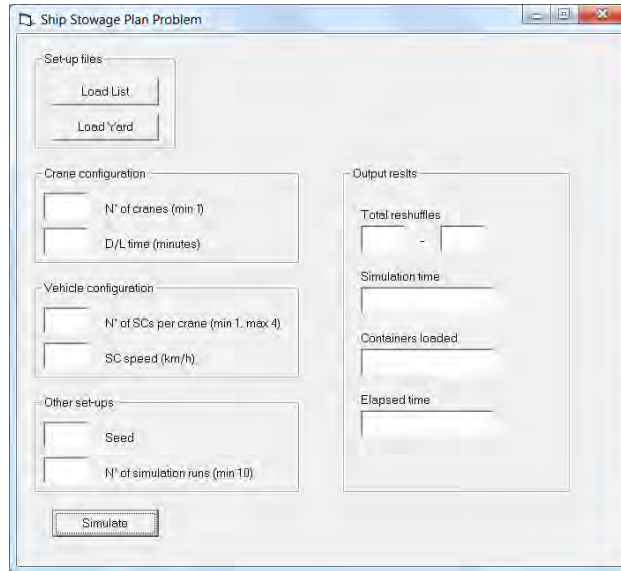 Ship Stowage Plan Problem
Set-up files
Load List
Load Yard
Crane configuration
N° of cranes (min 1)
D/L time (minutes)
Vehicle configuration
N° of SCs per crane (min 1, max 4)
SC speed (km/h)
Other set-ups
Seed
N° of simulation runs (min 10)
Simulate
Output reslts
Total reshuffles
-
Simulation time
Containers loaded
Elapsed time